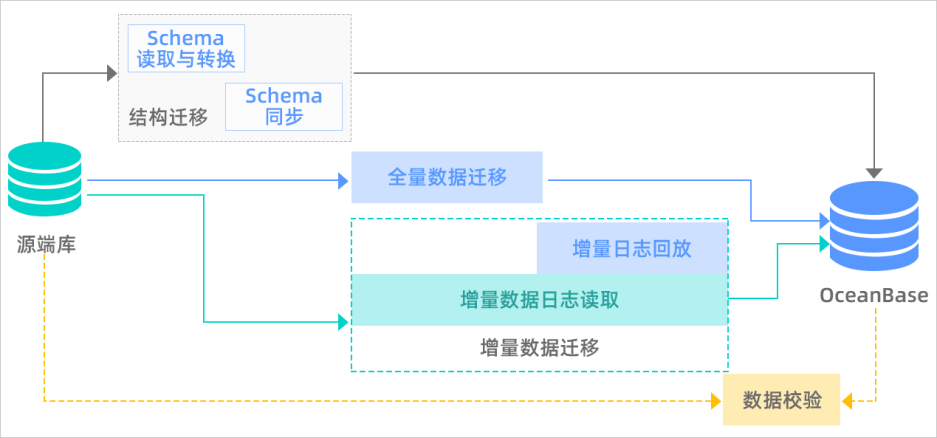 Schema
读取与转换
Schema
同步
结构迁移
全量数据迁移
源端库
增量日志回放
增量数据日志读取
OceanBase
增量数据迁移
数据校验